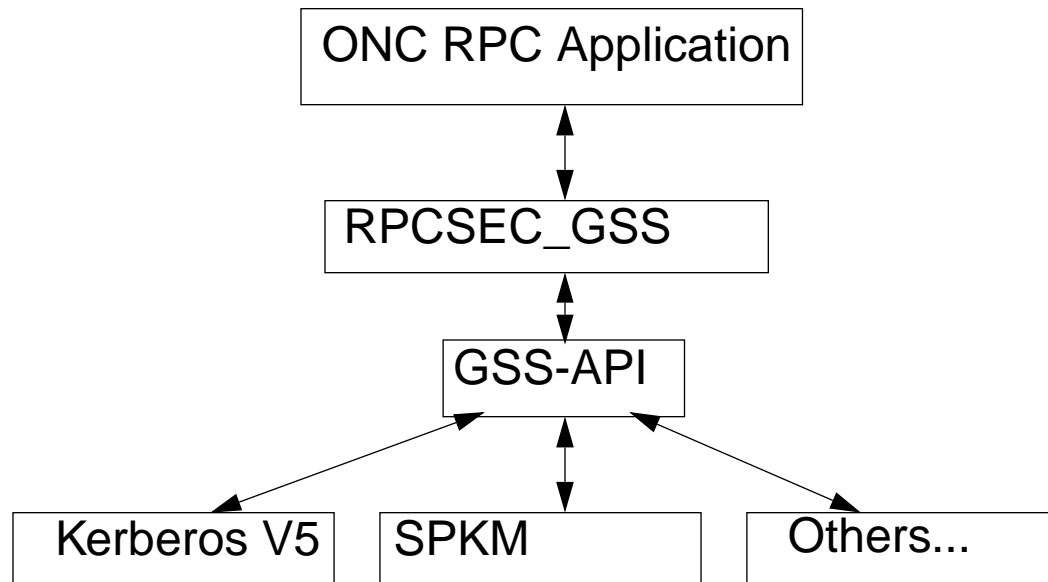 ONC RPC Application
RPCSEC_GSS
GSS-API
Kerberos V5
SPKM
Others...